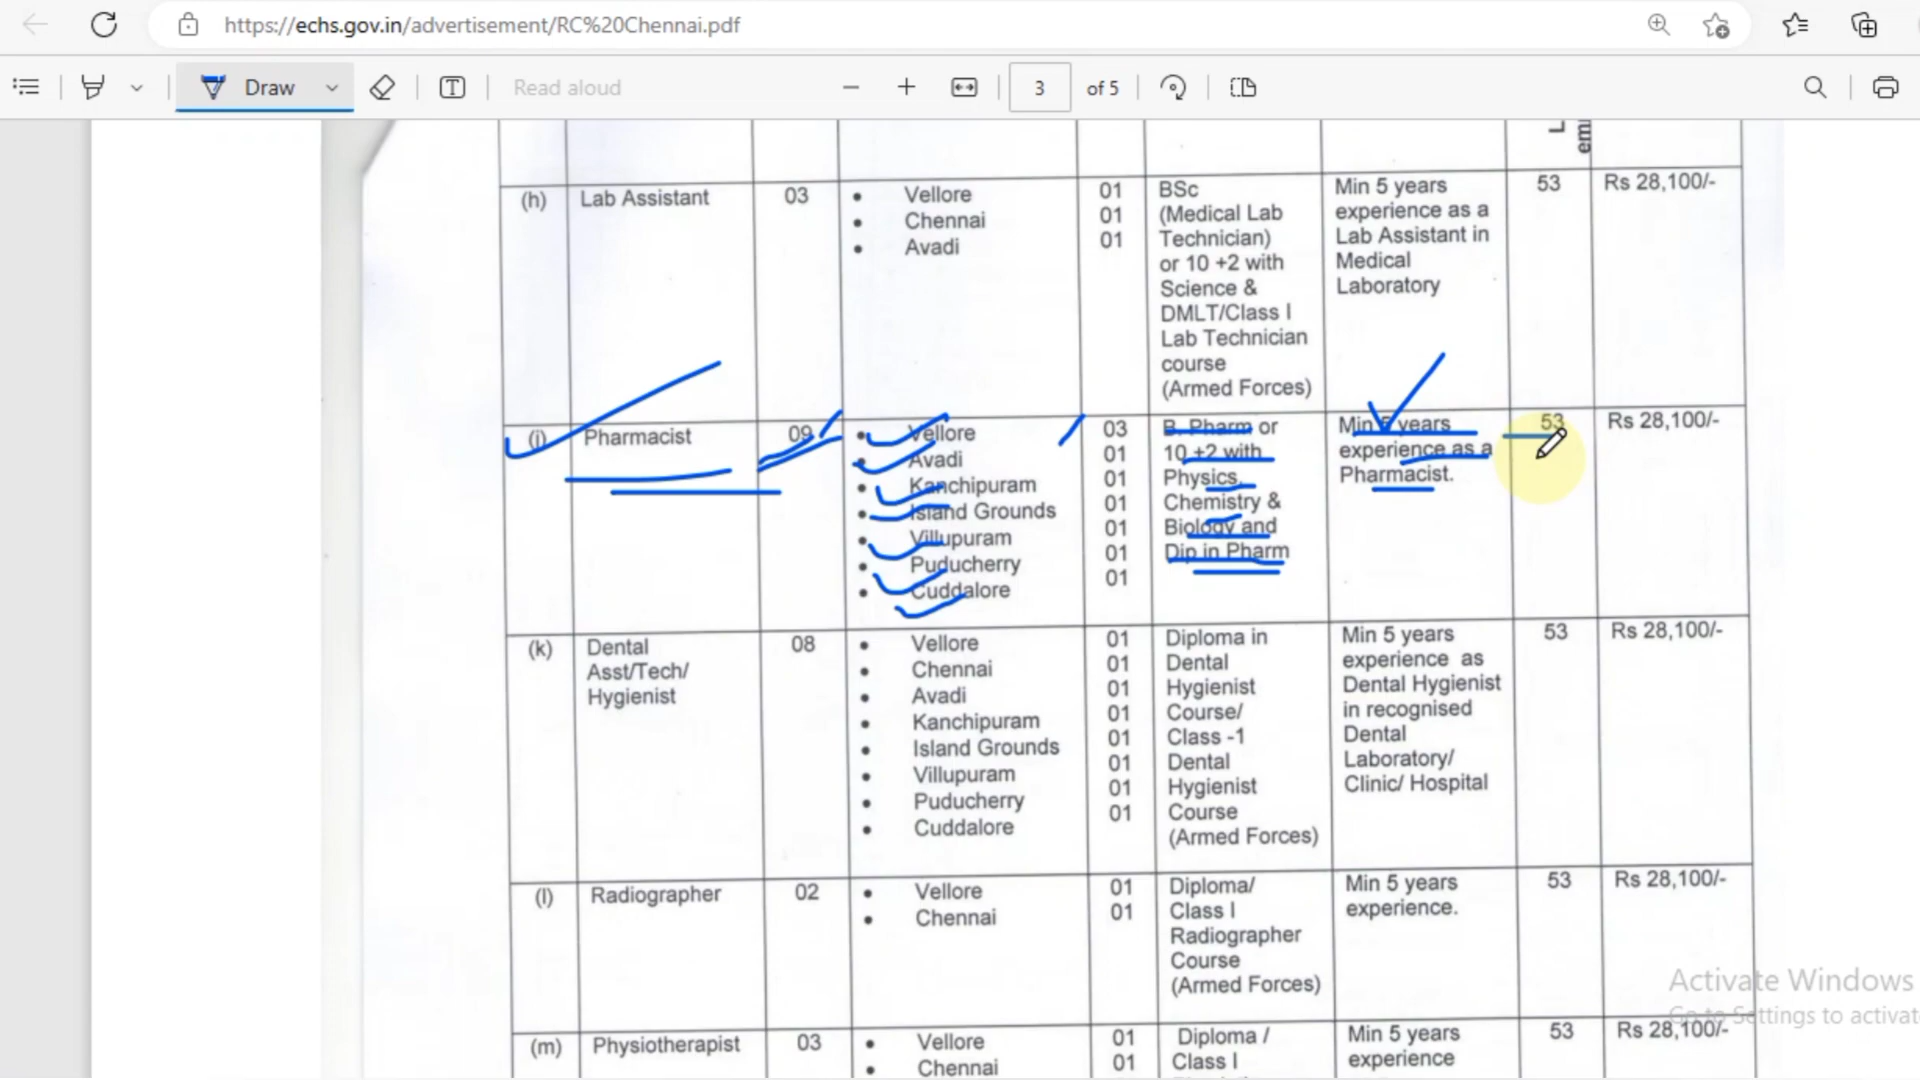 https://echs.gov.in/advertisement/RC%20Chennai.pdf
Draw
Read aloud
3
of 5
(h) Lab Assistant 03
• Vellore 01
• Chennai 01
• Avadi 01
BSc
(Medical Lab
Technician)
or 10 +2 with
Science &
DMLT/Class I
Lab Technician
course
(Armed Forces)
Min 5 years
experience as a
Lab Assistant in
Medical
Laboratory
53
Rs 28,100/-
(j) Pharmacist 09
• Vellore 03
• Avadi 01
• Kanchipuram 01
• Island Grounds 01
• Villupuram 01
• Puducherry 01
• Cuddalore 01
B. Pharm or
10 +2 with
Physics,
Chemistry &
Biology and
Dip in Pharm
Min 5 years
experience as a
Pharmacist.
53
Rs 28,100/-
(k) Dental
Asst/Tech/
Hygienist
08
• Vellore 01
• Chennai 01
• Avadi 01
• Kanchipuram 01
• Island Grounds 01
• Villupuram 01
• Puducherry 01
• Cuddalore 01
Diploma in
Dental
Hygienist
Course/
Class -1
Dental
Hygienist
Course
(Armed Forces)
Min 5 years
experience as
Dental Hygienist
in recognised
Dental
Laboratory/
Clinic/ Hospital
53
Rs 28,100/-
(l) Radiographer 02
• Vellore 01
• Chennai 01
Diploma/
Class I
Radiographer
Course
(Armed Forces)
Min 5 years
experience.
53
Rs 28,100/-
(m) Physiotherapist 03
• Vellore 01
• Chennai 01
Diploma /
Class I
Min 5 years
experience
53
Rs 28,100/-
Activate Windows
Go to Settings to activat